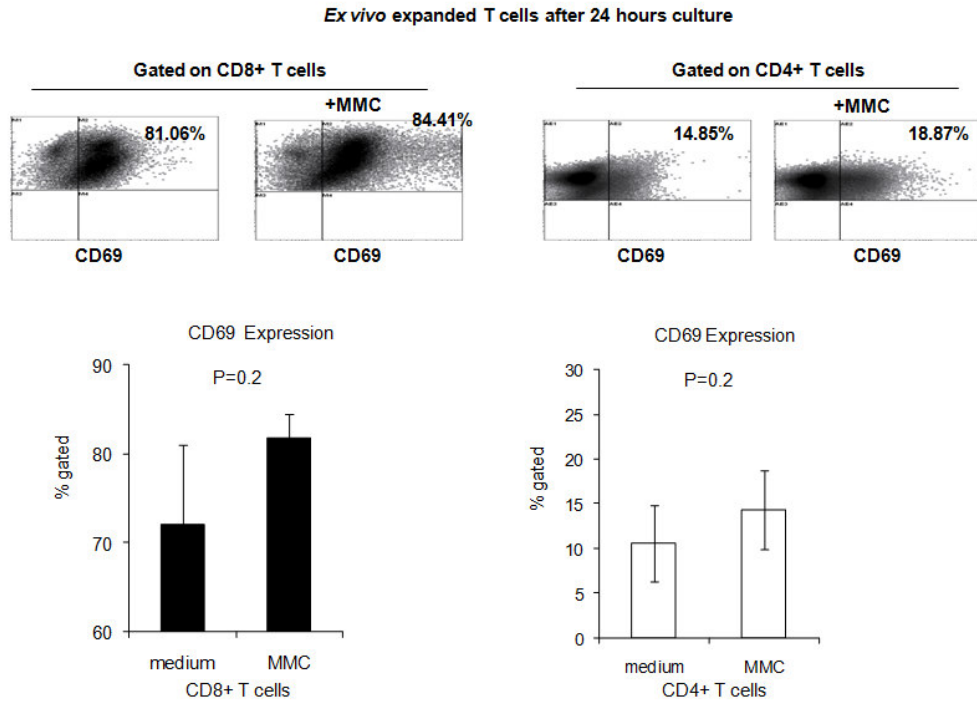 Ex vivo expanded T cells after 24 hours culture
Gated on CD8+ T cells
Gated on CD4+ T cells
+MMC
+MMC
81.06%
84.41%
14.85%
18.87%
CD69
CD69
CD69
CD69
CD69 Expression
P=0.2
90
80
70
60
% gated
medium
MMC
CD8+ T cells
CD69 Expression
P=0.2
30
25
20
15
10
5
0
% gated
medium
MMC
CD4+ T cells